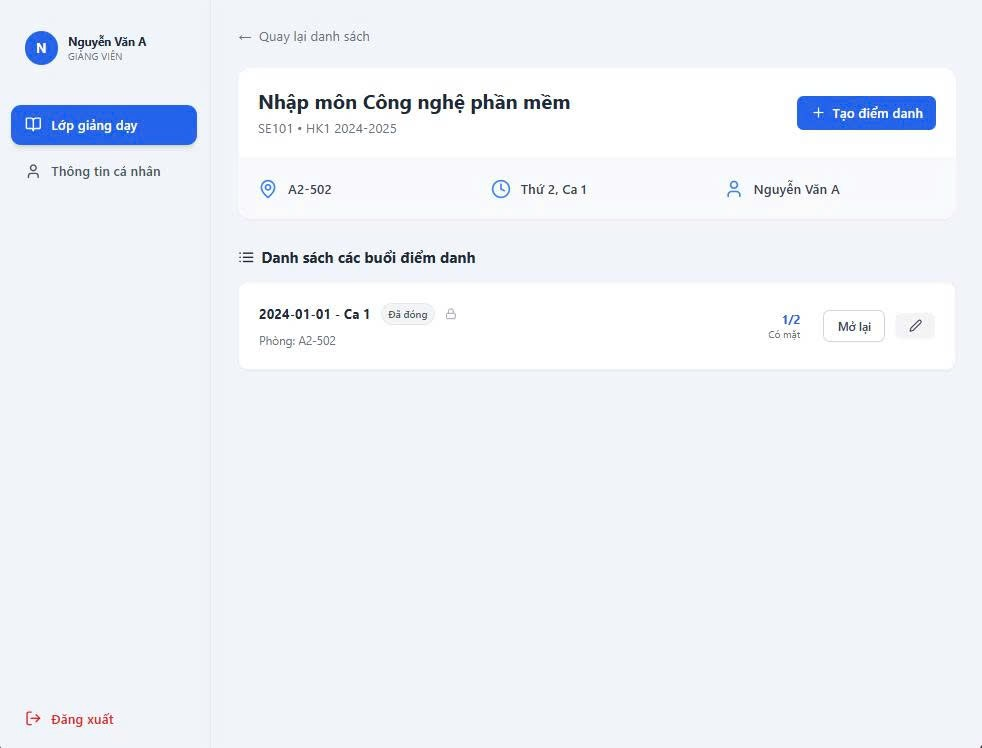 N
Nguyễn Văn A
GIẢNG VIÊN
Lớp giảng dạy
Thông tin cá nhân
Đăng xuất
← Quay lại danh sách
Nhập môn Công nghệ phần mềm
SE101 • HK1 2024-2025
+ Tạo điểm danh
A2-502
Thứ 2, Ca 1
Nguyễn Văn A
Danh sách các buổi điểm danh
2024-01-01 - Ca 1 Đã đóng
Phòng: A2-502
1/2
Có mặt
Mở lại